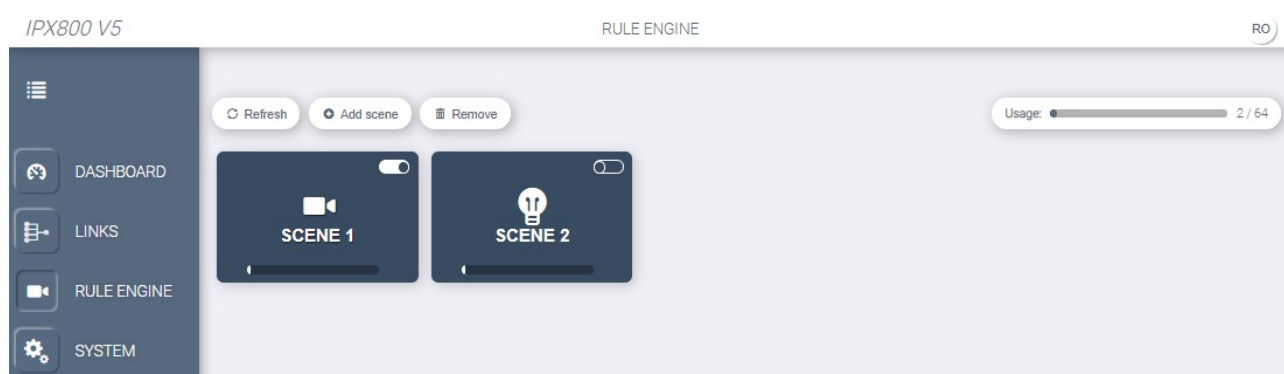 IPX800 V5
RULE ENGINE
RO
Refresh
Add scene
Remove
Usage:
2 / 64
DASHBOARD
LINKS
RULE ENGINE
SYSTEM
SCENE 1
SCENE 2